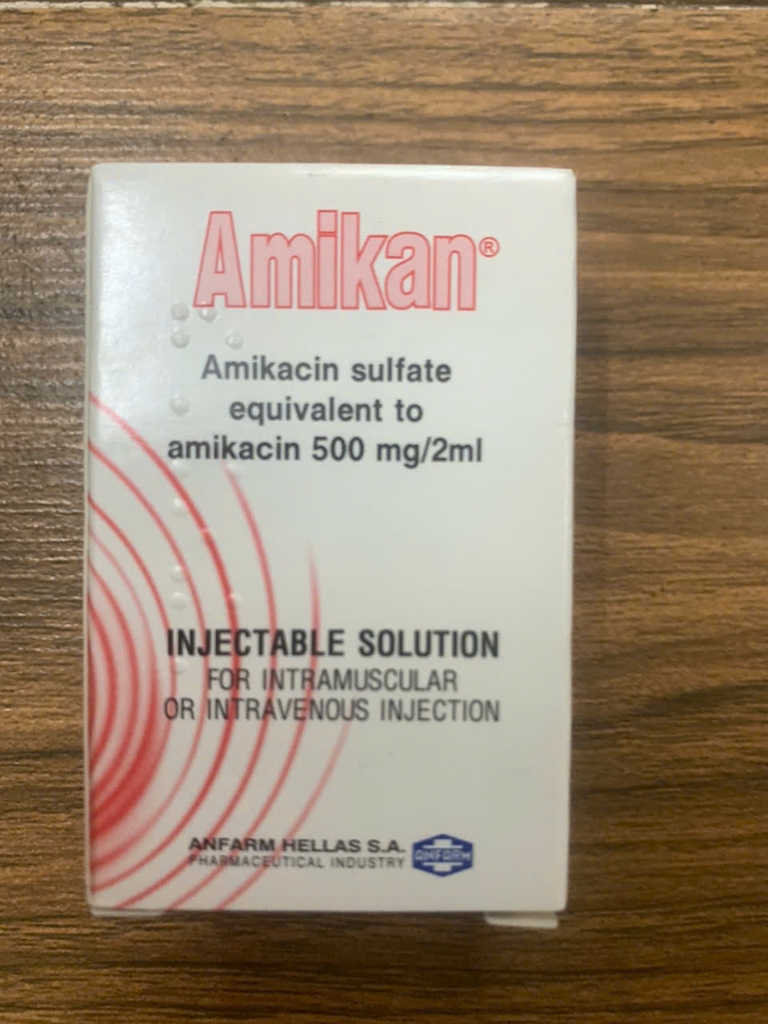 Amikan®
Amikacin sulfate
equivalent to
amikacin 500 mg/2ml
INJECTABLE SOLUTION
FOR INTRAMUSCULAR
OR INTRAVENOUS INJECTION
ANFARM HELLAS S.A.
PHARMACEUTICAL INDUSTRY
ANFARM